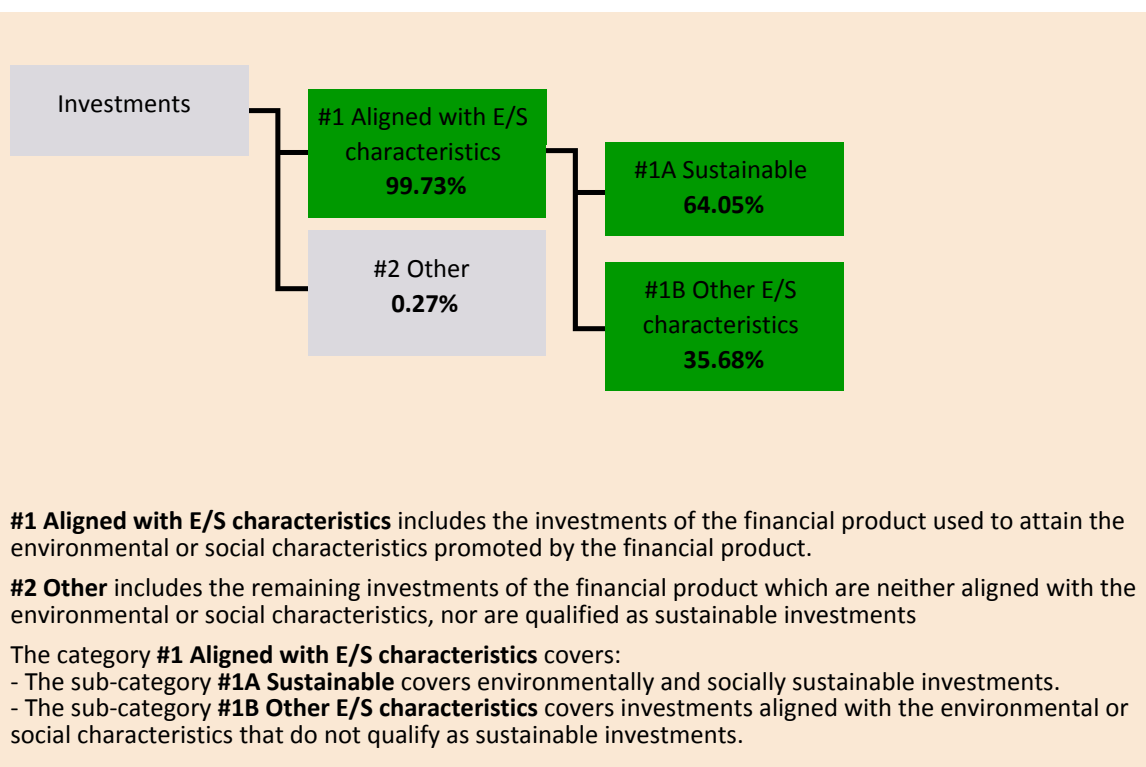 Investments
#1 Aligned with E/S
characteristics
99.73%
#2 Other
0.27%
#1A Sustainable
64.05%
#1B Other E/S
characteristics
35.68%
#1 Aligned with E/S characteristics includes the investments of the financial product used to attain the
environmental or social characteristics promoted by the financial product.
#2 Other includes the remaining investments of the financial product which are neither aligned with the
environmental or social characteristics, nor are qualified as sustainable investments
The category #1 Aligned with E/S characteristics covers:
- The sub-category #1A Sustainable covers environmentally and socially sustainable investments.
- The sub-category #1B Other E/S characteristics covers investments aligned with the environmental or
social characteristics that do not qualify as sustainable investments.